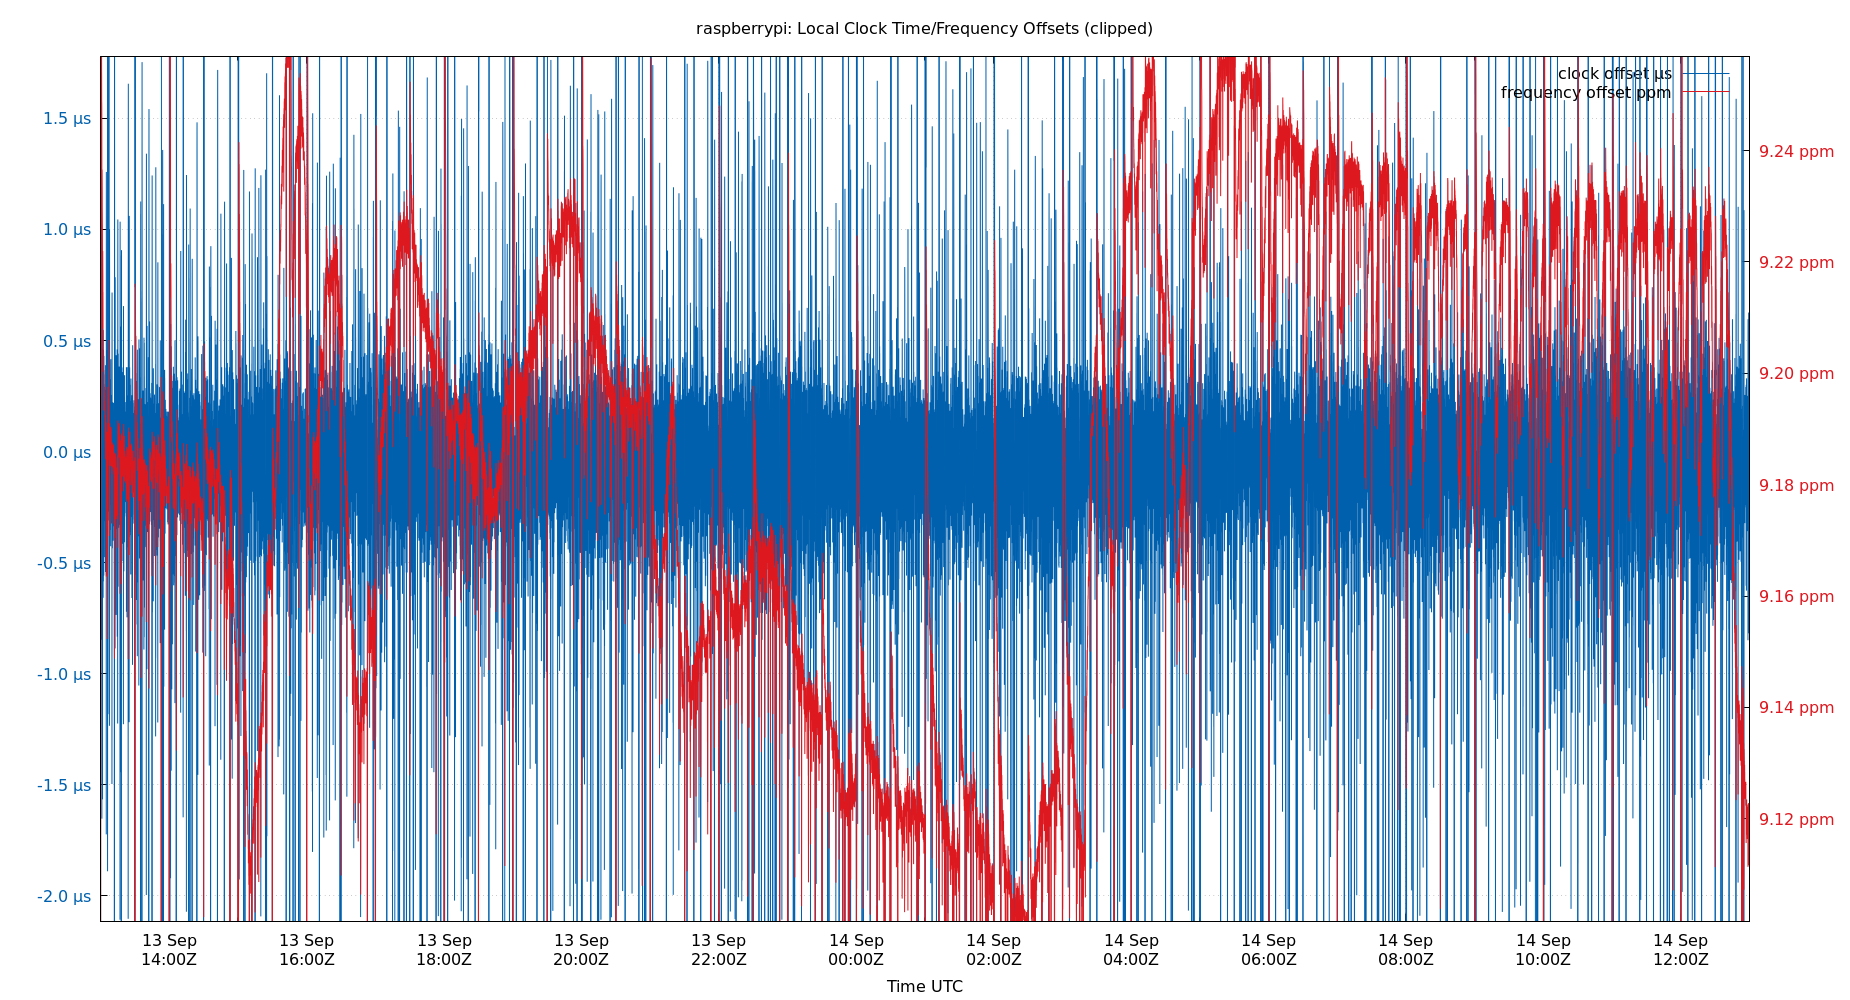 raspberrypi: Local Clock Time/Frequency Offsets (clipped)
clock offset µs
frequency offset ppm
1.5 µs
1.0 µs
0.5 µs
0.0 µs
-0.5 µs
-1.0 µs
-1.5 µs
-2.0 µs
9.24 ppm
9.22 ppm
9.20 ppm
9.18 ppm
9.16 ppm
9.14 ppm
9.12 ppm
13 Sep
14:00Z
13 Sep
16:00Z
13 Sep
18:00Z
13 Sep
20:00Z
13 Sep
22:00Z
14 Sep
00:00Z
14 Sep
02:00Z
14 Sep
04:00Z
14 Sep
06:00Z
14 Sep
08:00Z
14 Sep
10:00Z
14 Sep
12:00Z
Time UTC